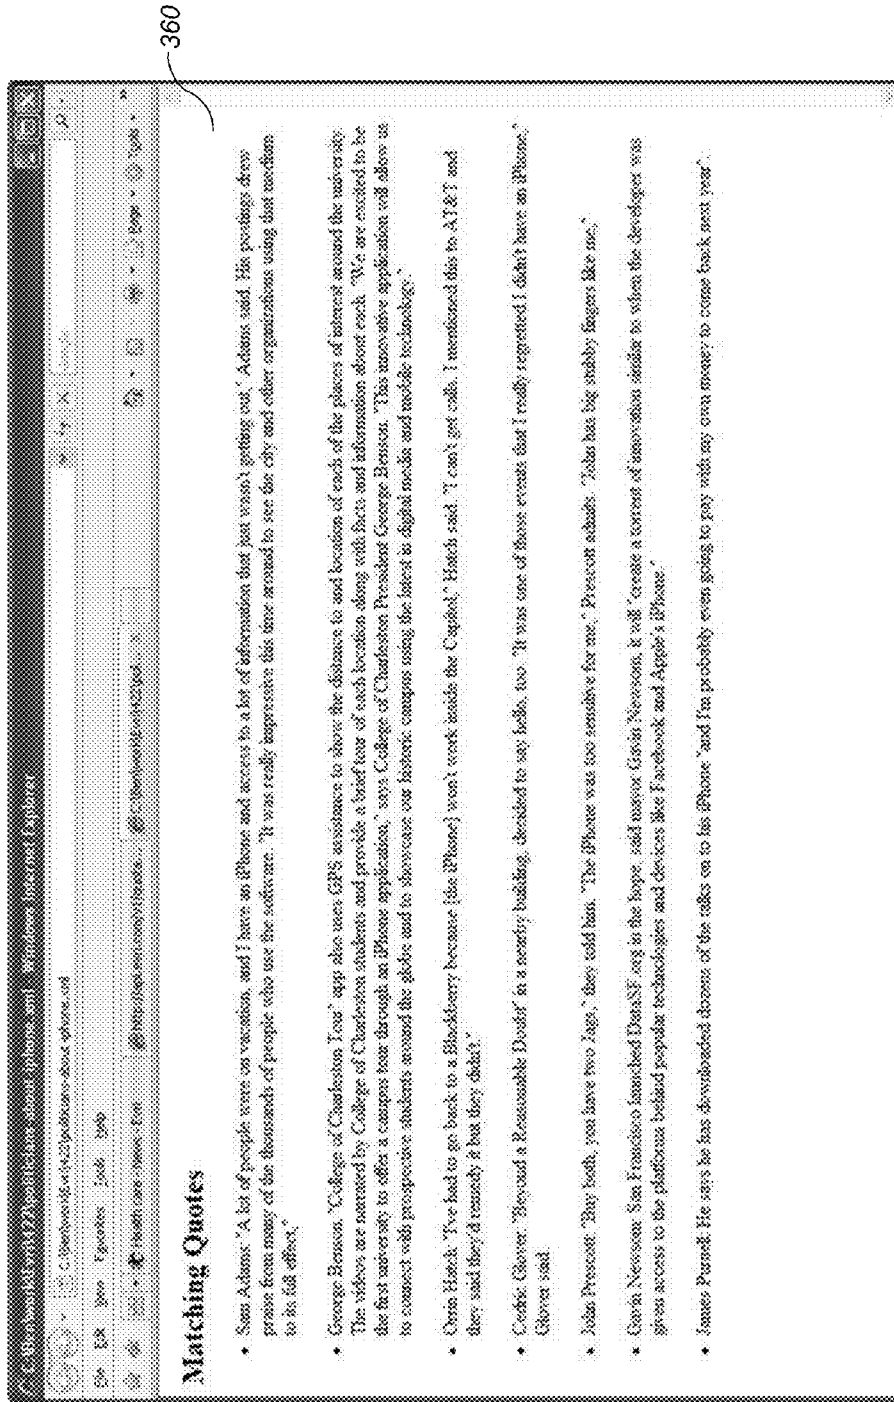 360
Windows Internet Explorer
File Edit View Favorites Tools Help
Matching Quotes
• Sam Adams: "A lot of people were on vacation, and I have an iPhone and access to a lot of information that just wasn't getting out," Adams said. His postings drew
praise from many of the thousands of people who use the software. "It was really impressive this time around to see the city and other organizations using that medium
to its full effect,"
• George Benson: "College of Charleston Tour" app also uses GPS assistance to show the distance to and location of each of the places of interest around the university.
The videos are narrated by College of Charleston students and provide a brief tour of each location along with facts and information about each. "We are excited to be
the first university to offer a campus tour through an iPhone application," says College of Charleston President George Benson. "This innovative application will allow us
to connect with prospective students around the globe and to showcase our historic campus using the latest in digital media and mobile technology."
• Orrin Hatch: "I've had to go back to a Blackberry because [the iPhone] won't work inside the Capitol," Hatch said. "I can't get calls. I mentioned this to AT&T and
they said they'd remedy it but they didn't."
• Cedric Glover: "Beyond a Reasonable Doubt" in a nearby building, decided to say hello, too. "It was one of those events that I really regretted I didn't have an iPhone,"
Glover said.
• John Prescott: "Buy both, you have two Jags," they told him. "The iPhone was too sensitive for me," Prescott admits. "John has big stubby fingers like me,"
• Gavin Newsom: San Francisco launched DataSF.org in the hope, said mayor Gavin Newsom, it will "create a torrent of innovation similar to when the developer was
given access to the platforms behind popular technologies and devices like Facebook and Apple's iPhone."
• James Purnell: He says he has downloaded dozens of the talks on to his iPhone "and I'm probably even going to pay with my own money to come back next year".